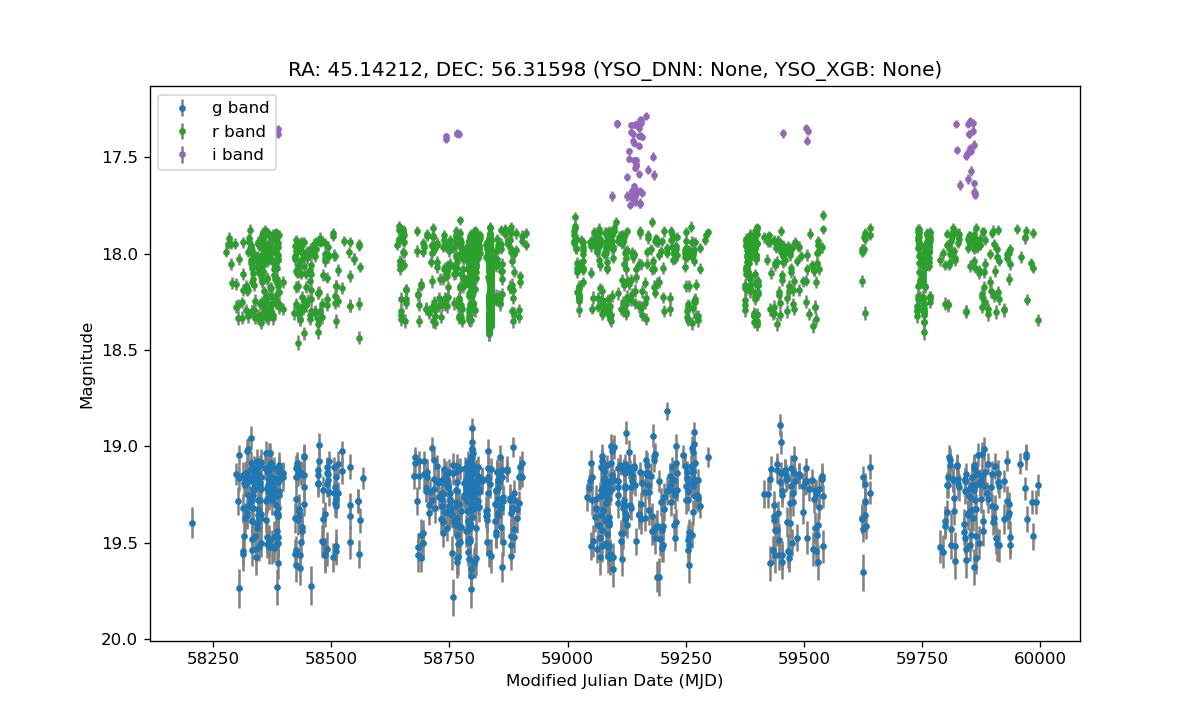 RA: 45.14212, DEC: 56.31598 (YSO_DNN: None, YSO_XGB: None)
g band
r band
i band
17.5
18.0
18.5
19.0
19.5
20.0
Magnitude
58250
58500
58750
59000
59250
59500
59750
60000
Modified Julian Date (MJD)